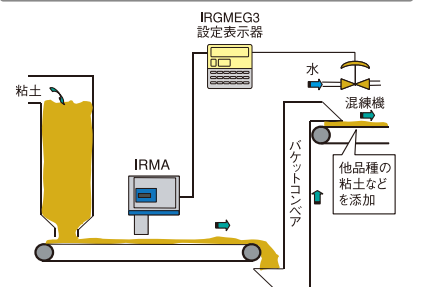 IRGMEG3
設定表示器
水
粘土
混練機
IRMA
バケットコンベア
他品種の
粘土など
を添加